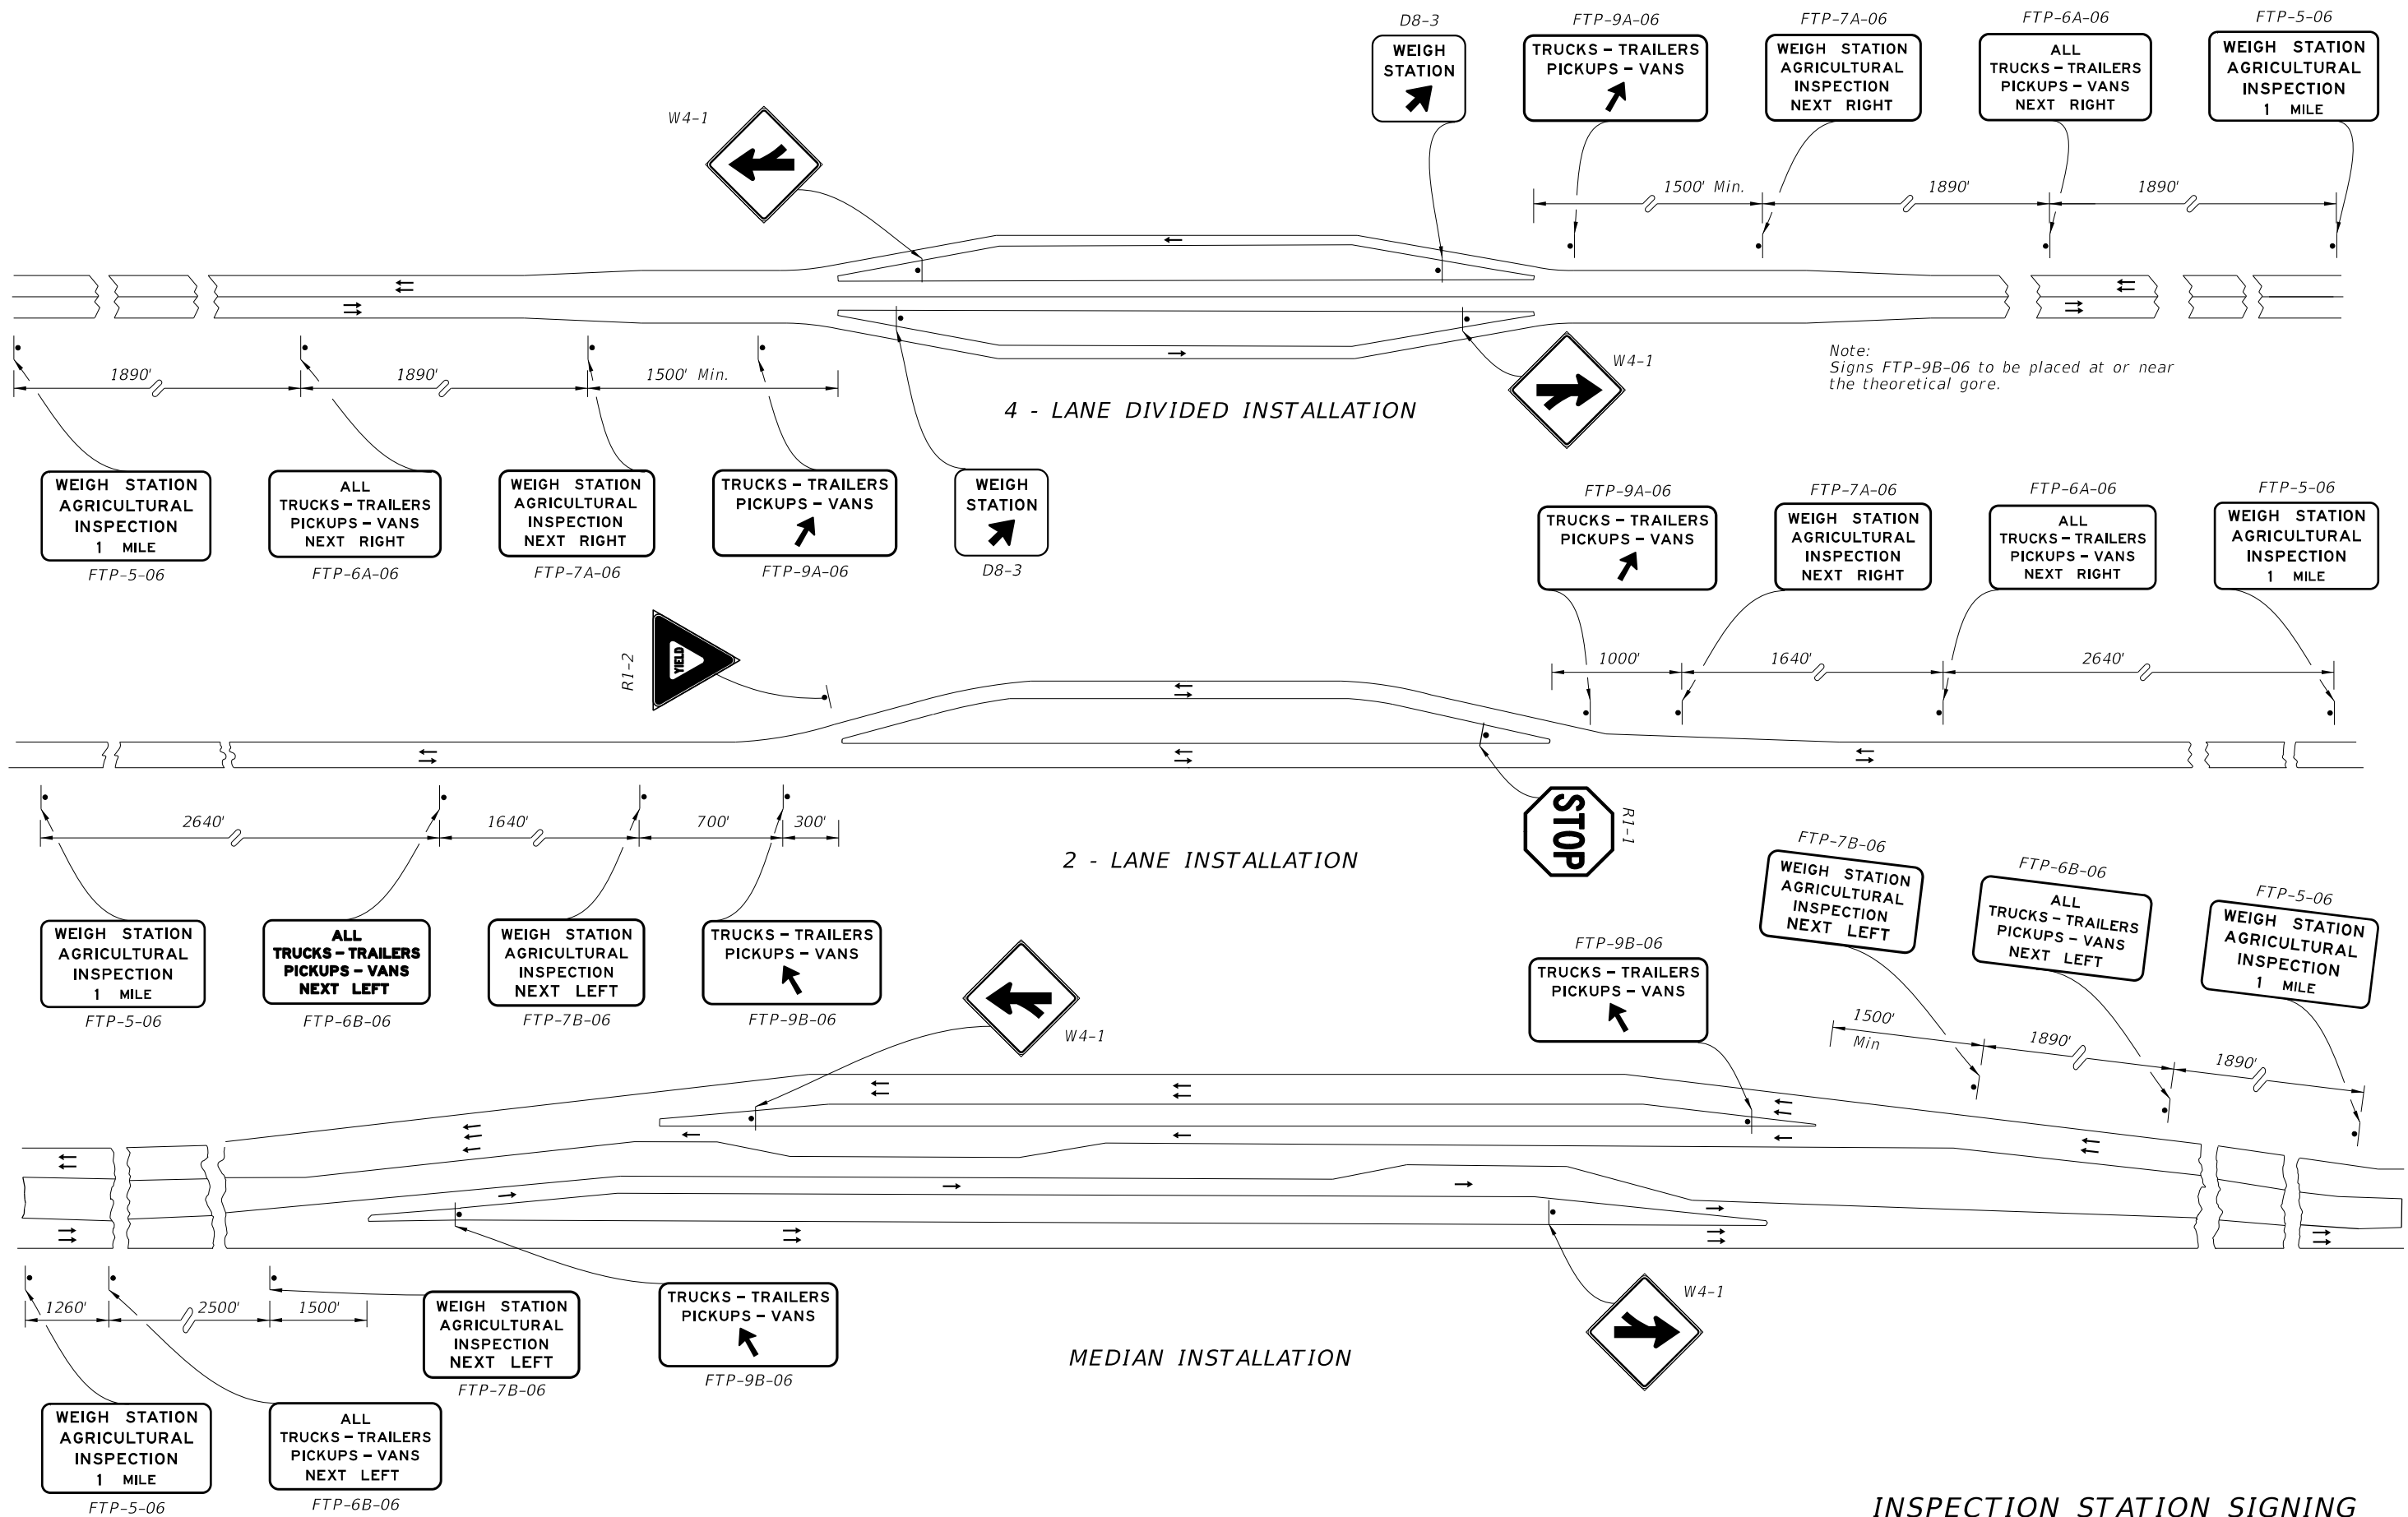 D8-3
WEIGH
STATION
FTP-9A-06
TRUCKS - TRAILERS
PICKUPS - VANS
FTP-7A-06
WEIGH STATION
AGRICULTURAL
INSPECTION
NEXT RIGHT
FTP-6A-06
ALL
TRUCKS - TRAILERS
PICKUPS - VANS
NEXT RIGHT
FTP-5-06
WEIGH STATION
AGRICULTURAL
INSPECTION
1 MILE
W4-1
1500' Min.
1890'
1890'
1890'
1890'
1500' Min.
W4-1
Note:
Signs FTP-9B-06 to be placed at or near
the theoretical gore.
4 - LANE DIVIDED INSTALLATION
WEIGH STATION
AGRICULTURAL
INSPECTION
1 MILE
FTP-5-06
ALL
TRUCKS - TRAILERS
PICKUPS - VANS
NEXT RIGHT
FTP-6A-06
WEIGH STATION
AGRICULTURAL
INSPECTION
NEXT RIGHT
FTP-7A-06
TRUCKS - TRAILERS
PICKUPS - VANS
FTP-9A-06
WEIGH
STATION
D8-3
FTP-9A-06
TRUCKS - TRAILERS
PICKUPS - VANS
FTP-7A-06
WEIGH STATION
AGRICULTURAL
INSPECTION
NEXT RIGHT
FTP-6A-06
ALL
TRUCKS - TRAILERS
PICKUPS - VANS
NEXT RIGHT
FTP-5-06
WEIGH STATION
AGRICULTURAL
INSPECTION
1 MILE
R1-2
YIELD
1000'
1640'
2640'
2640'
1640'
700'
300'
STOP
R1-1
2 - LANE INSTALLATION
WEIGH STATION
AGRICULTURAL
INSPECTION
1 MILE
FTP-5-06
ALL
TRUCKS - TRAILERS
PICKUPS - VANS
NEXT LEFT
FTP-6B-06
WEIGH STATION
AGRICULTURAL
INSPECTION
NEXT LEFT
FTP-7B-06
TRUCKS - TRAILERS
PICKUPS - VANS
FTP-9B-06
W4-1
FTP-9B-06
TRUCKS - TRAILERS
PICKUPS - VANS
FTP-7B-06
WEIGH STATION
AGRICULTURAL
INSPECTION
NEXT LEFT
FTP-6B-06
ALL
TRUCKS - TRAILERS
PICKUPS - VANS
NEXT LEFT
FTP-5-06
WEIGH STATION
AGRICULTURAL
INSPECTION
1 MILE
1500'
Min
1890'
1890'
1260'
2500'
1500'
WEIGH STATION
AGRICULTURAL
INSPECTION
NEXT LEFT
FTP-7B-06
TRUCKS - TRAILERS
PICKUPS - VANS
FTP-9B-06
W4-1
MEDIAN INSTALLATION
WEIGH STATION
AGRICULTURAL
INSPECTION
1 MILE
FTP-5-06
ALL
TRUCKS - TRAILERS
PICKUPS - VANS
NEXT LEFT
FTP-6B-06
INSPECTION STATION SIGNING